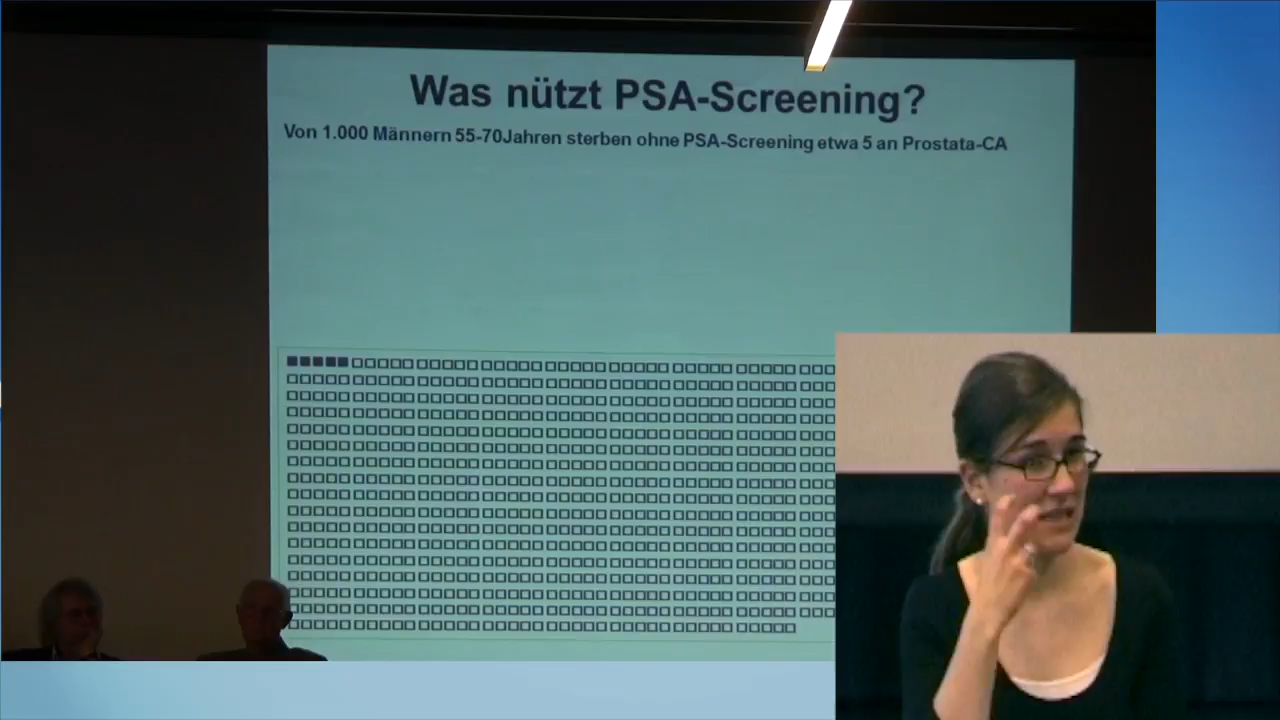 Was nützt PSA-Screening?
Von 1.000 Männern 55-70Jahren sterben ohne PSA-Screening etwa 5 an Prostata-CA